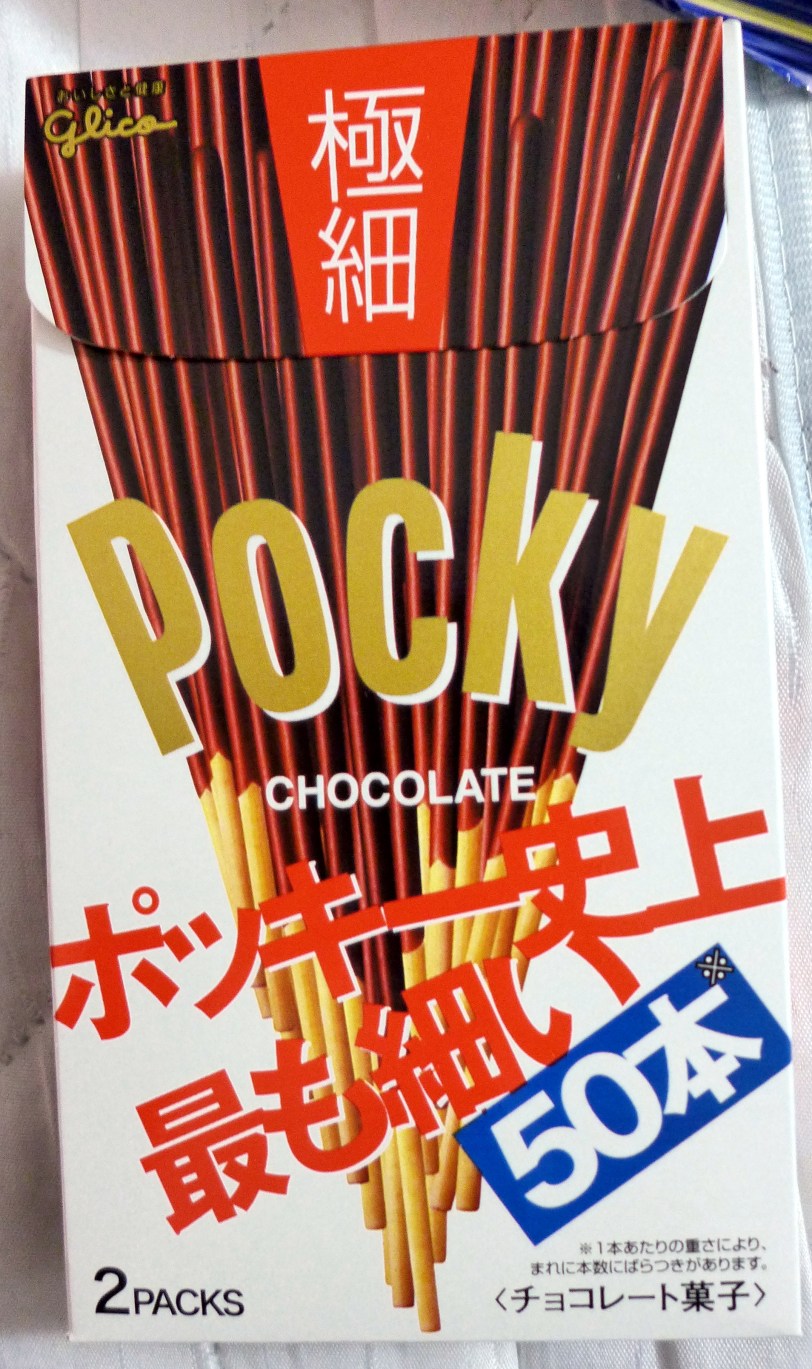 おいしさと健康
Glico
極細
Pocky
CHOCOLATE
ポッキー史上
最も細い
50本※
※1本あたりの重さにより、
まれに本数にばらつきがあります。
2PACKS
〈チョコレート菓子〉